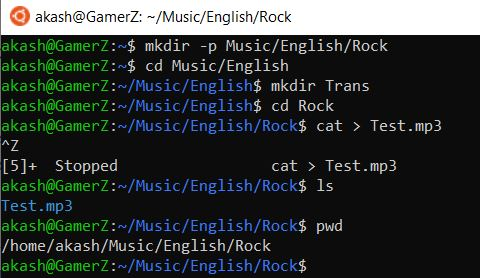 akash@GamerZ: ~/Music/English/Rock
akash@GamerZ:~$ mkdir -p Music/English/Rock
akash@GamerZ:~$ cd Music/English
akash@GamerZ:~/Music/English$ mkdir Trans
akash@GamerZ:~/Music/English$ cd Rock
akash@GamerZ:~/Music/English/Rock$ cat > Test.mp3
^Z
[5]+  Stopped                 cat > Test.mp3
akash@GamerZ:~/Music/English/Rock$ ls
Test.mp3
akash@GamerZ:~/Music/English/Rock$ pwd
/home/akash/Music/English/Rock
akash@GamerZ:~/Music/English/Rock$